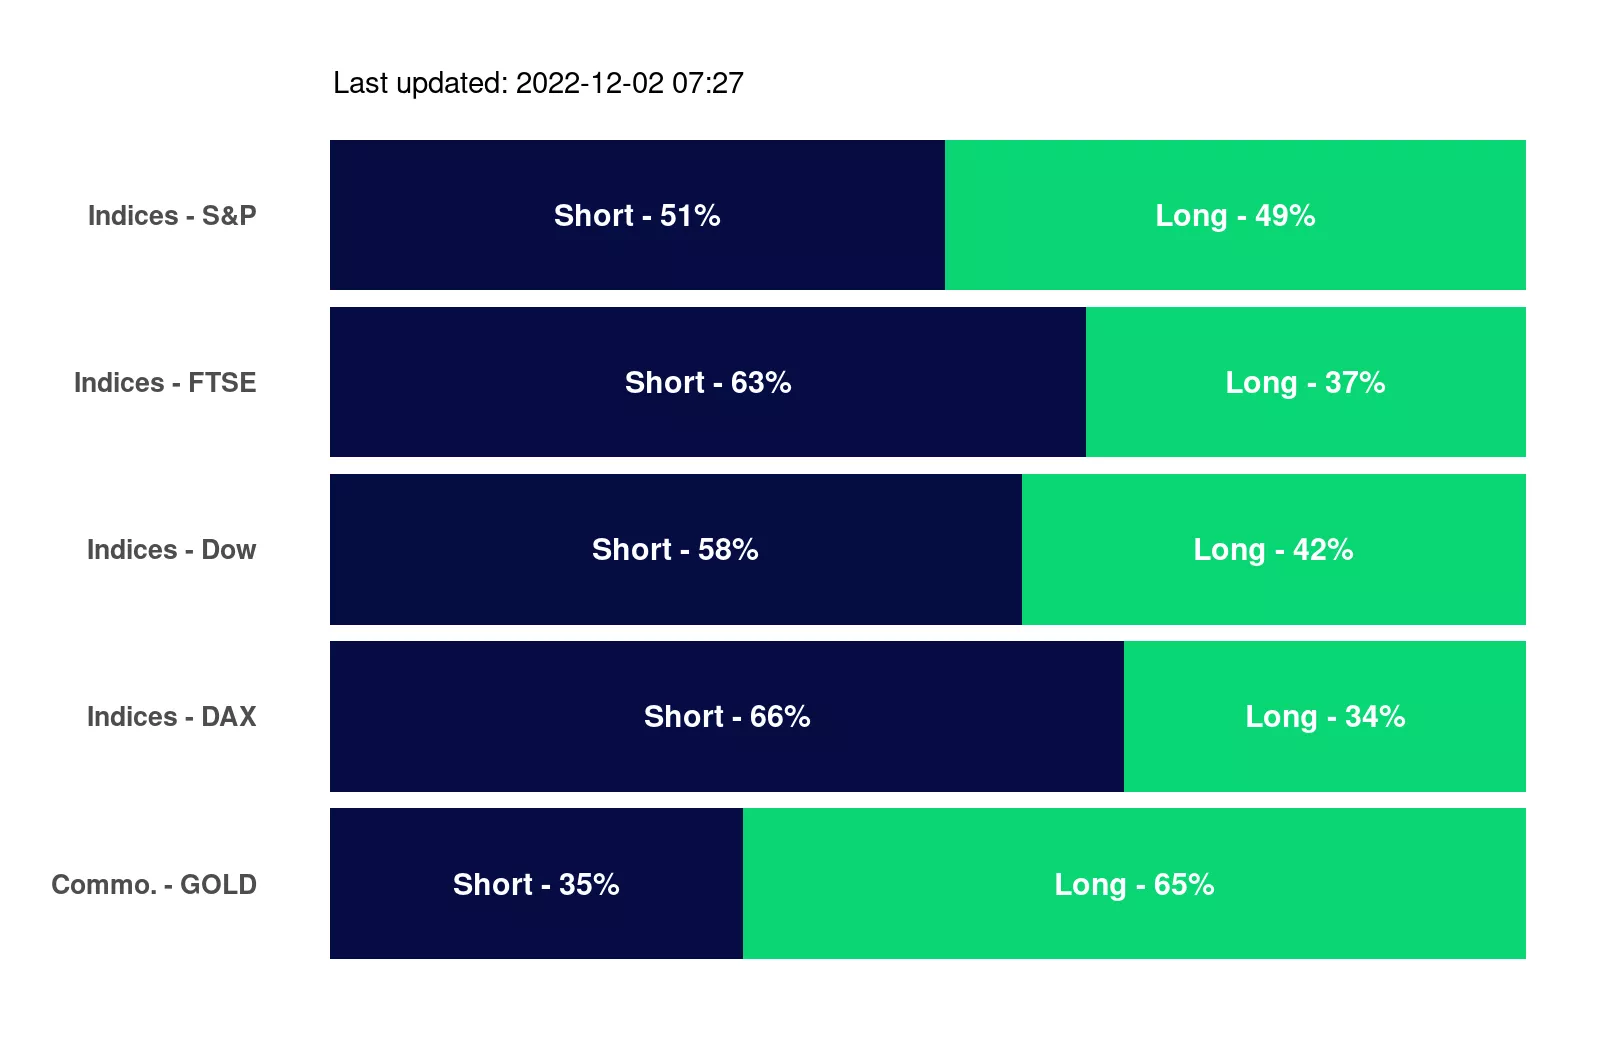 Last updated: 2022-12-02 07:27
Indices - S&P Short - 51% Long - 49%
Indices - FTSE Short - 63% Long - 37%
Indices - Dow Short - 58% Long - 42%
Indices - DAX Short - 66% Long - 34%
Commo. - GOLD Short - 35% Long - 65%